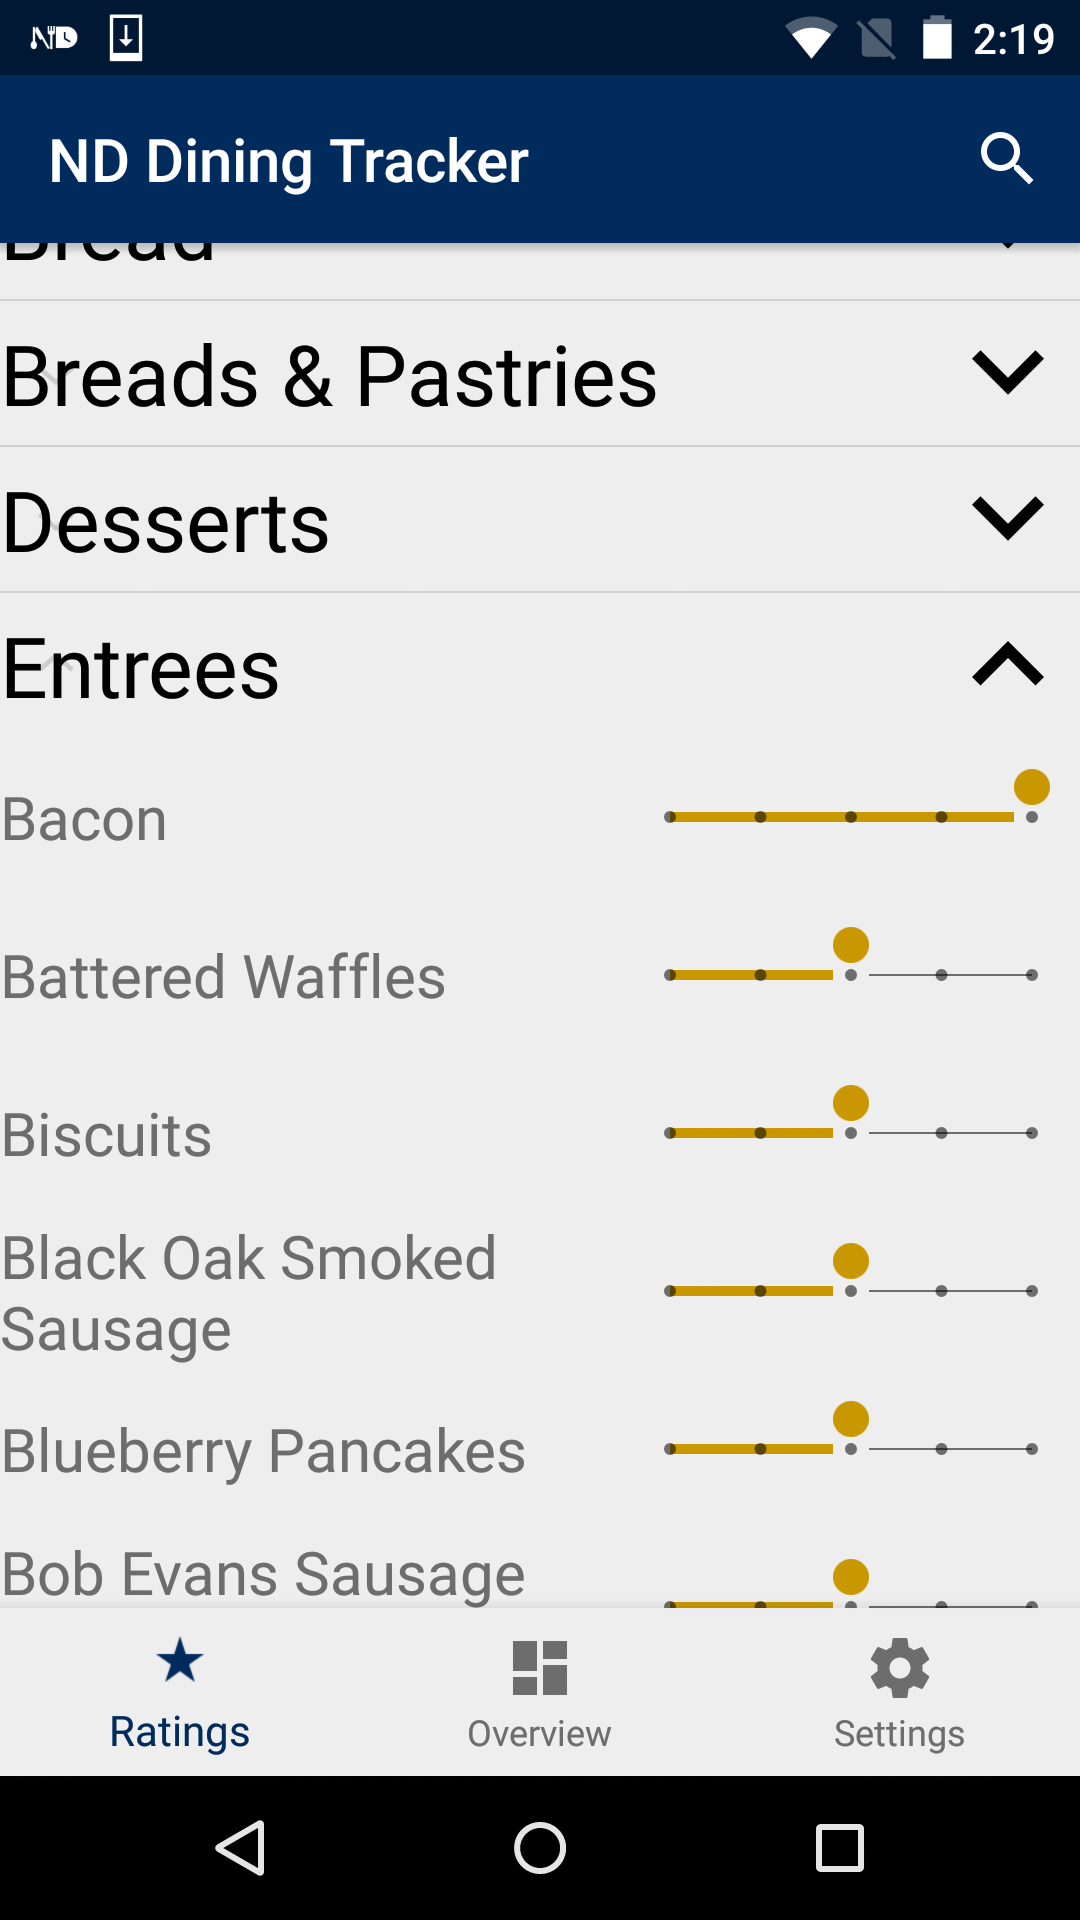 ND
2:19
ND Dining Tracker
Bread
Breads & Pastries
Desserts
Entrees
Bacon
Battered Waffles
Biscuits
Black Oak Smoked
Sausage
Blueberry Pancakes
Bob Evans Sausage
Ratings
Overview
Settings